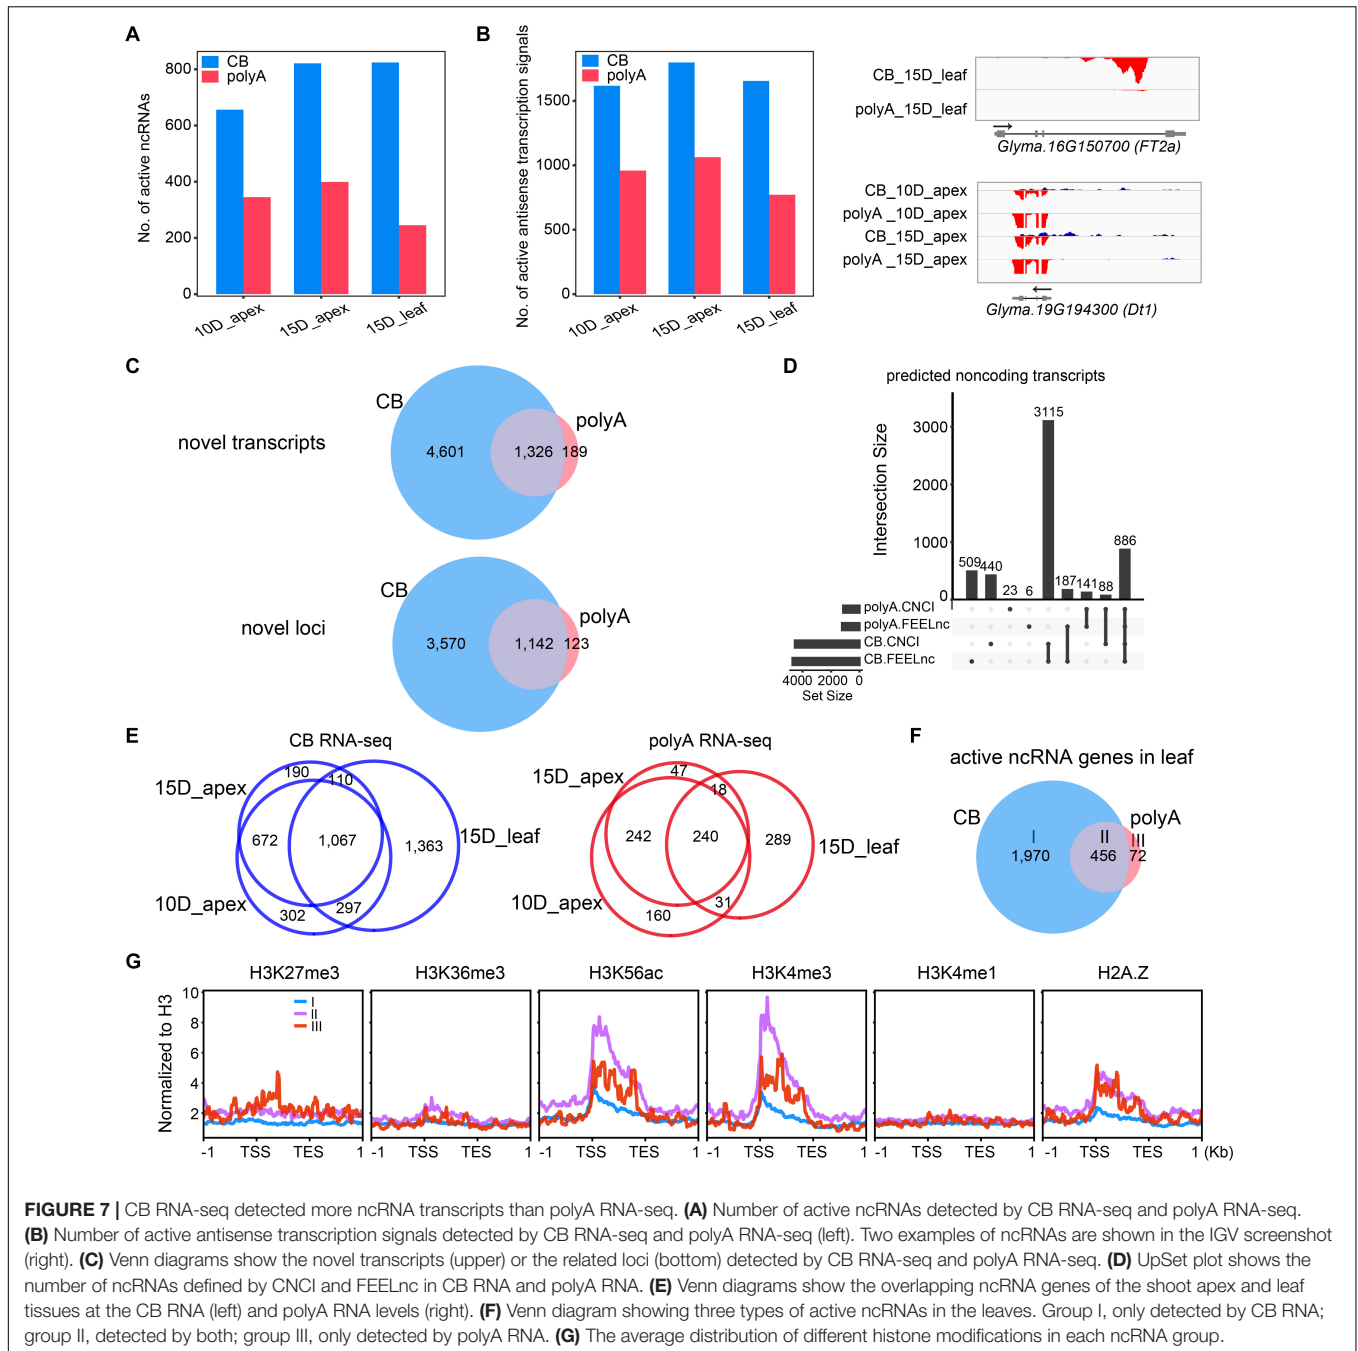 A
CB
polyA
No. of active ncRNAs
800
600
400
200
0
10D_apex
15D_apex
15D_leaf
B
CB
polyA
No. of active antisense transcription signals
1500
1000
500
0
10D_apex
15D_apex
15D_leaf
CB_15D_leaf
polyA_15D_leaf
Glyma.16G150700 (FT2a)
CB_10D_apex
polyA _10D_apex
CB_15D_apex
polyA _15D_apex
Glyma.19G194300 (Dt1)
C
CB
polyA
novel transcripts
4,601
1,326
189
CB
polyA
novel loci
3,570
1,142
123
D
predicted noncoding transcripts
Intersection Size
3000
2000
1000
0
509
440
23
6
3115
187
141
88
886
polyA.CNCI
polyA.FEELnc
CB.CNCI
CB.FEELnc
4000 2000 0
Set Size
E
CB RNA-seq
15D_apex
190
110
672
1,067
1,363
15D_leaf
10D_apex
302
297
polyA RNA-seq
15D_apex
47
18
242
240
289
15D_leaf
10D_apex
160
31
F
active ncRNA genes in leaf
CB
polyA
I
II
III
1,970
456
72
G
H3K27me3
H3K36me3
H3K56ac
H3K4me3
H3K4me1
H2A.Z
Normalized to H3
10
8
6
4
2
I
II
III
-1 TSS TES 1
-1 TSS TES 1
-1 TSS TES 1
-1 TSS TES 1
-1 TSS TES 1
-1 TSS TES 1 (Kb)
FIGURE 7 | CB RNA-seq detected more ncRNA transcripts than polyA RNA-seq. (A) Number of active ncRNAs detected by CB RNA-seq and polyA RNA-seq.
(B) Number of active antisense transcription signals detected by CB RNA-seq and polyA RNA-seq (left). Two examples of ncRNAs are shown in the IGV screenshot
(right). (C) Venn diagrams show the novel transcripts (upper) or the related loci (bottom) detected by CB RNA-seq and polyA RNA-seq. (D) UpSet plot shows the
number of ncRNAs defined by CNCI and FEELnc in CB RNA and polyA RNA. (E) Venn diagrams show the overlapping ncRNA genes of the shoot apex and leaf
tissues at the CB RNA (left) and polyA RNA levels (right). (F) Venn diagram showing three types of active ncRNAs in the leaves. Group I, only detected by CB RNA;
group II, detected by both; group III, only detected by polyA RNA. (G) The average distribution of different histone modifications in each ncRNA group.